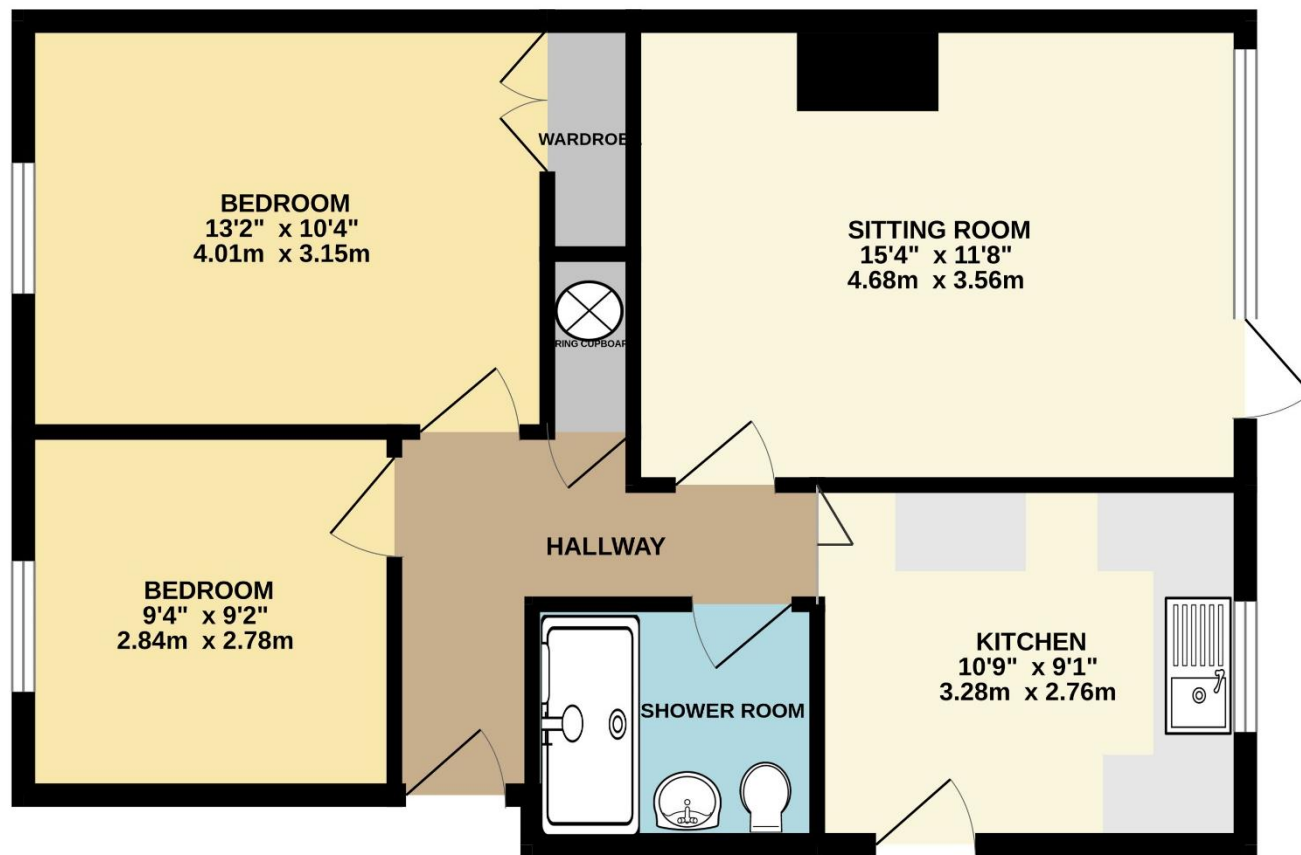 BEDROOM
13'2" x 10'4"
4.01m x 3.15m
WARDROBE
SITTING ROOM
15'4" x 11'8"
4.68m x 3.56m
RING CUPBOAR
HALLWAY
BEDROOM
9'4" x 9'2"
2.84m x 2.78m
SHOWER ROOM
KITCHEN
10'9" x 9'1"
3.28m x 2.76m